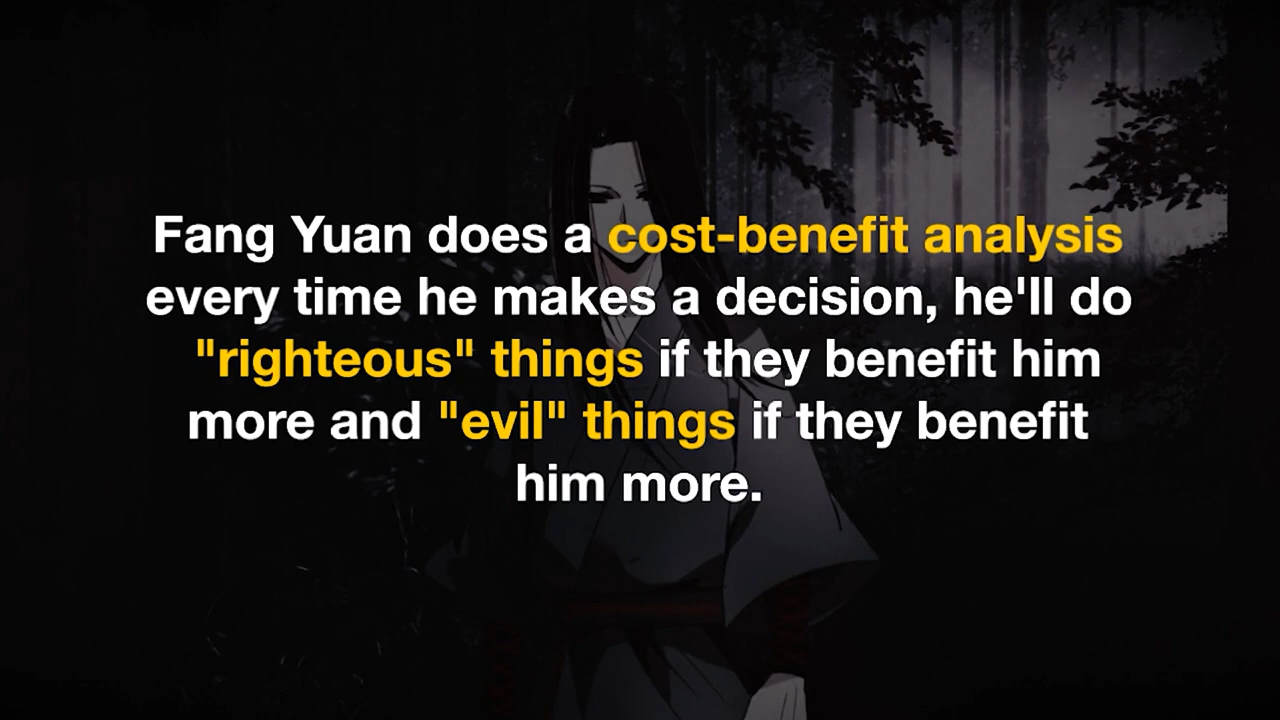 Fang Yuan does a cost-benefit analysis
every time he makes a decision, he'll do
"righteous" things if they benefit him
more and "evil" things if they benefit
him more.